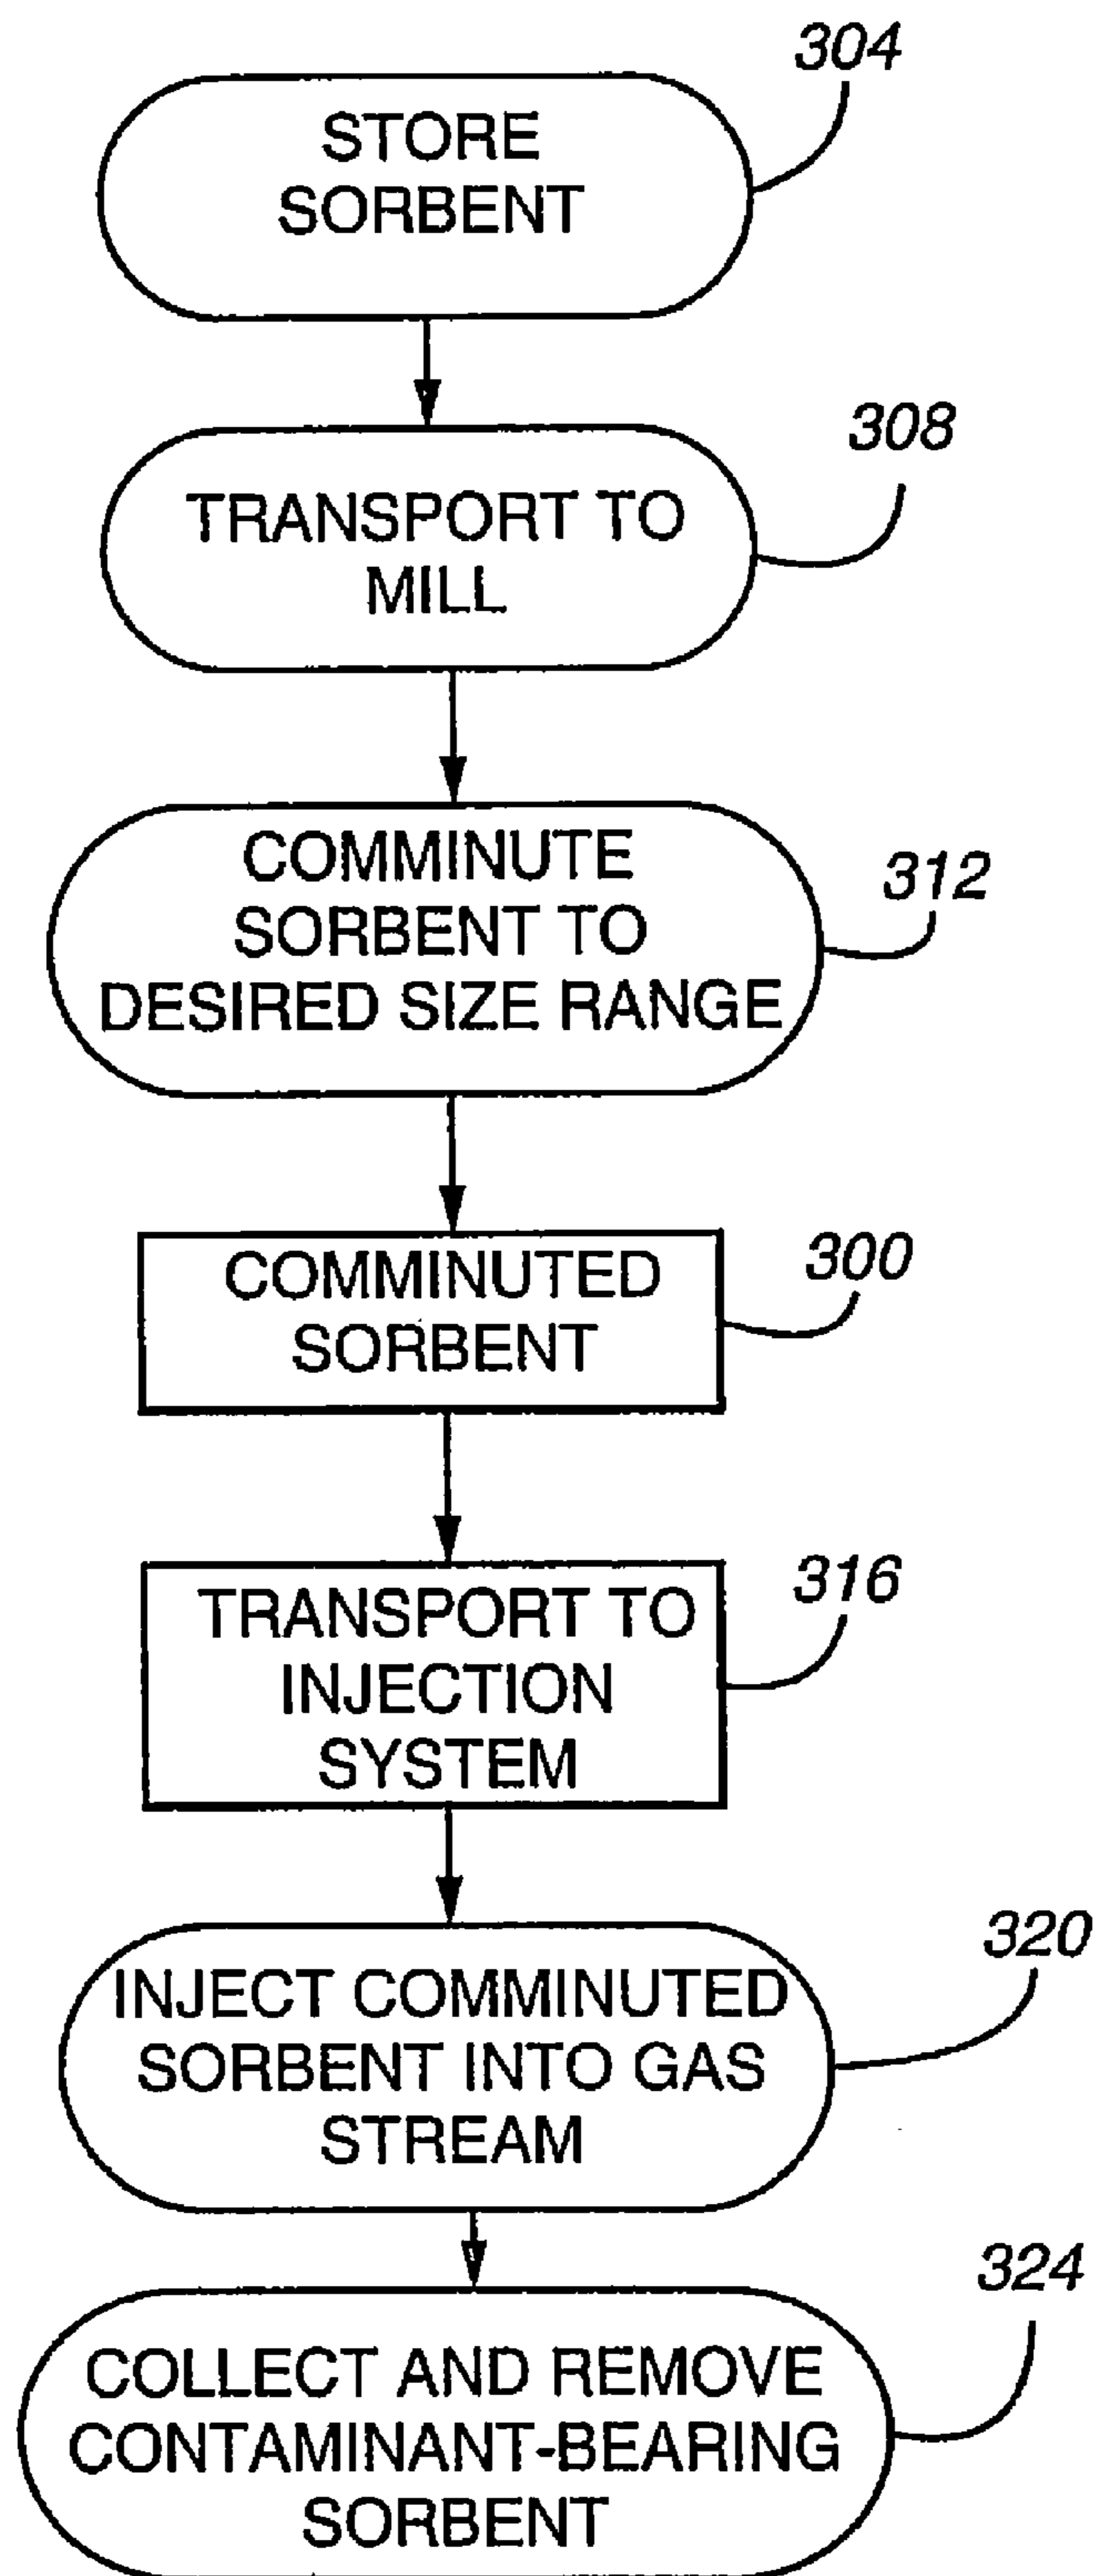 304
STORE
SORBENT
308
TRANSPORT TO
MILL
312
COMMINUTE
SORBENT TO
DESIRED SIZE RANGE
300
COMMINUTED
SORBENT
316
TRANSPORT TO
INJECTION
SYSTEM
320
INJECT COMMINUTED
SORBENT INTO GAS
STREAM
324
COLLECT AND REMOVE
CONTAMINANT-BEARING
SORBENT